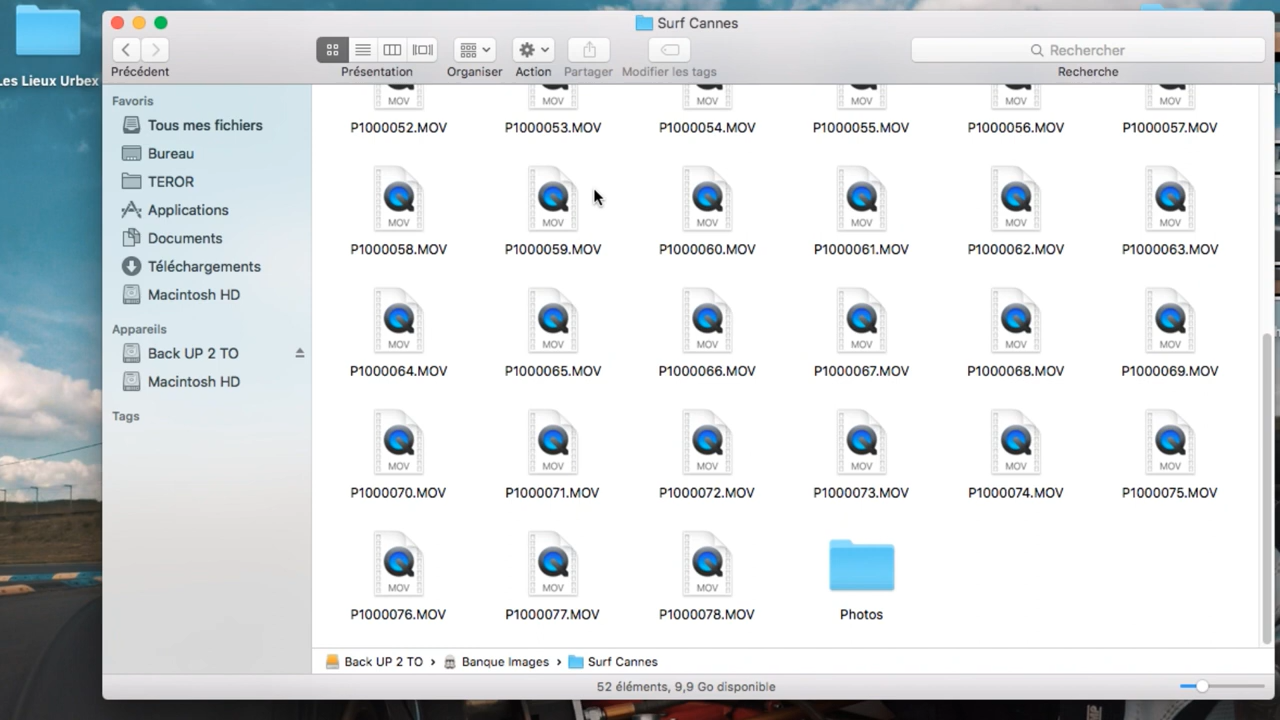 Surf Cannes
Rechercher
Précédent
Présentation
Organiser
Action
Partager
Modifier les tags
Recherche
Les Lieux Urbex
Favoris
Tous mes fichiers
Bureau
TEROR
Applications
Documents
Téléchargements
Macintosh HD
Appareils
Back UP 2 TO
Macintosh HD
Tags
MOV MOV MOV MOV MOV MOV
P1000052.MOV P1000053.MOV P1000054.MOV P1000055.MOV P1000056.MOV P1000057.MOV
MOV MOV MOV MOV MOV MOV
P1000058.MOV P1000059.MOV P1000060.MOV P1000061.MOV P1000062.MOV P1000063.MOV
MOV MOV MOV MOV MOV MOV
P1000064.MOV P1000065.MOV P1000066.MOV P1000067.MOV P1000068.MOV P1000069.MOV
MOV MOV MOV MOV MOV MOV
P1000070.MOV P1000071.MOV P1000072.MOV P1000073.MOV P1000074.MOV P1000075.MOV
MOV MOV MOV
P1000076.MOV P1000077.MOV P1000078.MOV Photos
Back UP 2 TO › Banque Images › Surf Cannes
52 éléments, 9,9 Go disponible